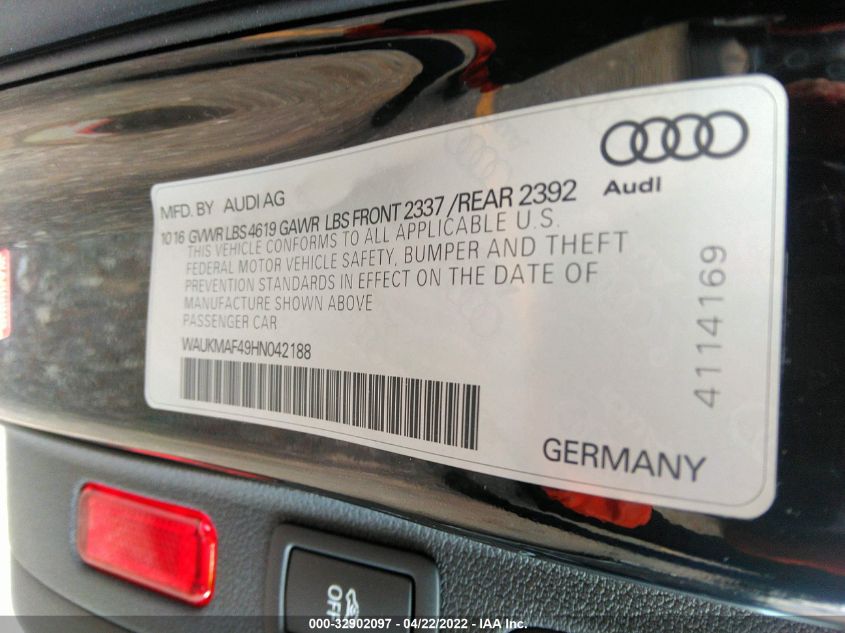 Audi
MFD. BY AUDI AG
10 16 GVWR LBS 4619 GAWR LBS FRONT 2337 / REAR 2392
THIS VEHICLE CONFORMS TO ALL APPLICABLE U.S.
FEDERAL MOTOR VEHICLE SAFETY, BUMPER AND THEFT
PREVENTION STANDARDS IN EFFECT ON THE DATE OF
MANUFACTURE SHOWN ABOVE
PASSENGER CAR
WAUKMAF49HN042188
4114169
GERMANY
OFF
000-32902097 - 04/22/2022 - Copyright IAA, Inc.